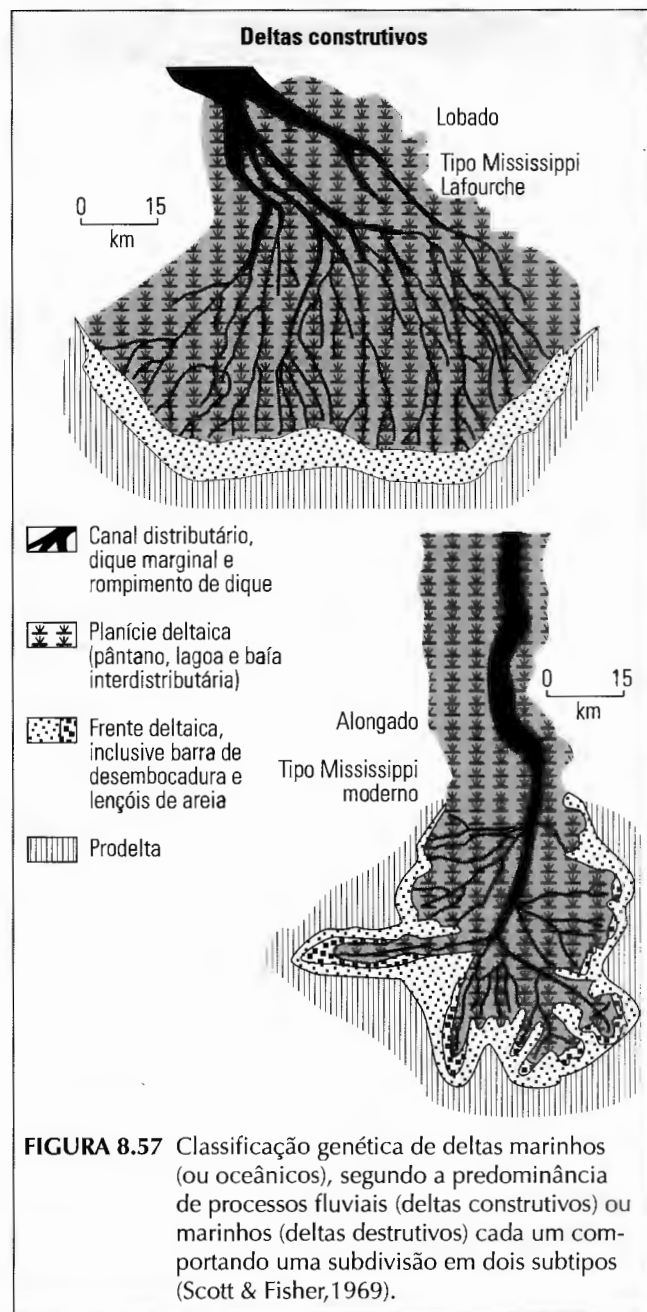 Deltas construtivos
Lobado
Tipo Mississippi
Lafourche
0 15
km
Canal distributário,
dique marginal e
rompimento de dique
Planície deltaica
(pântano, lagoa e baía
interdistributária)
Frente deltaica,
inclusive barra de
desembocadura e
lençóis de areia
Prodelta
0 15
km
Alongado
Tipo Mississippi
moderno
FIGURA 8.57 Classificação genética de deltas marinhos
(ou oceânicos), segundo a predominância
de processos fluviais (deltas construtivos) ou
marinhos (deltas destrutivos) cada um com-
portando uma subdivisão em dois subtipos
(Scott & Fisher,1969).